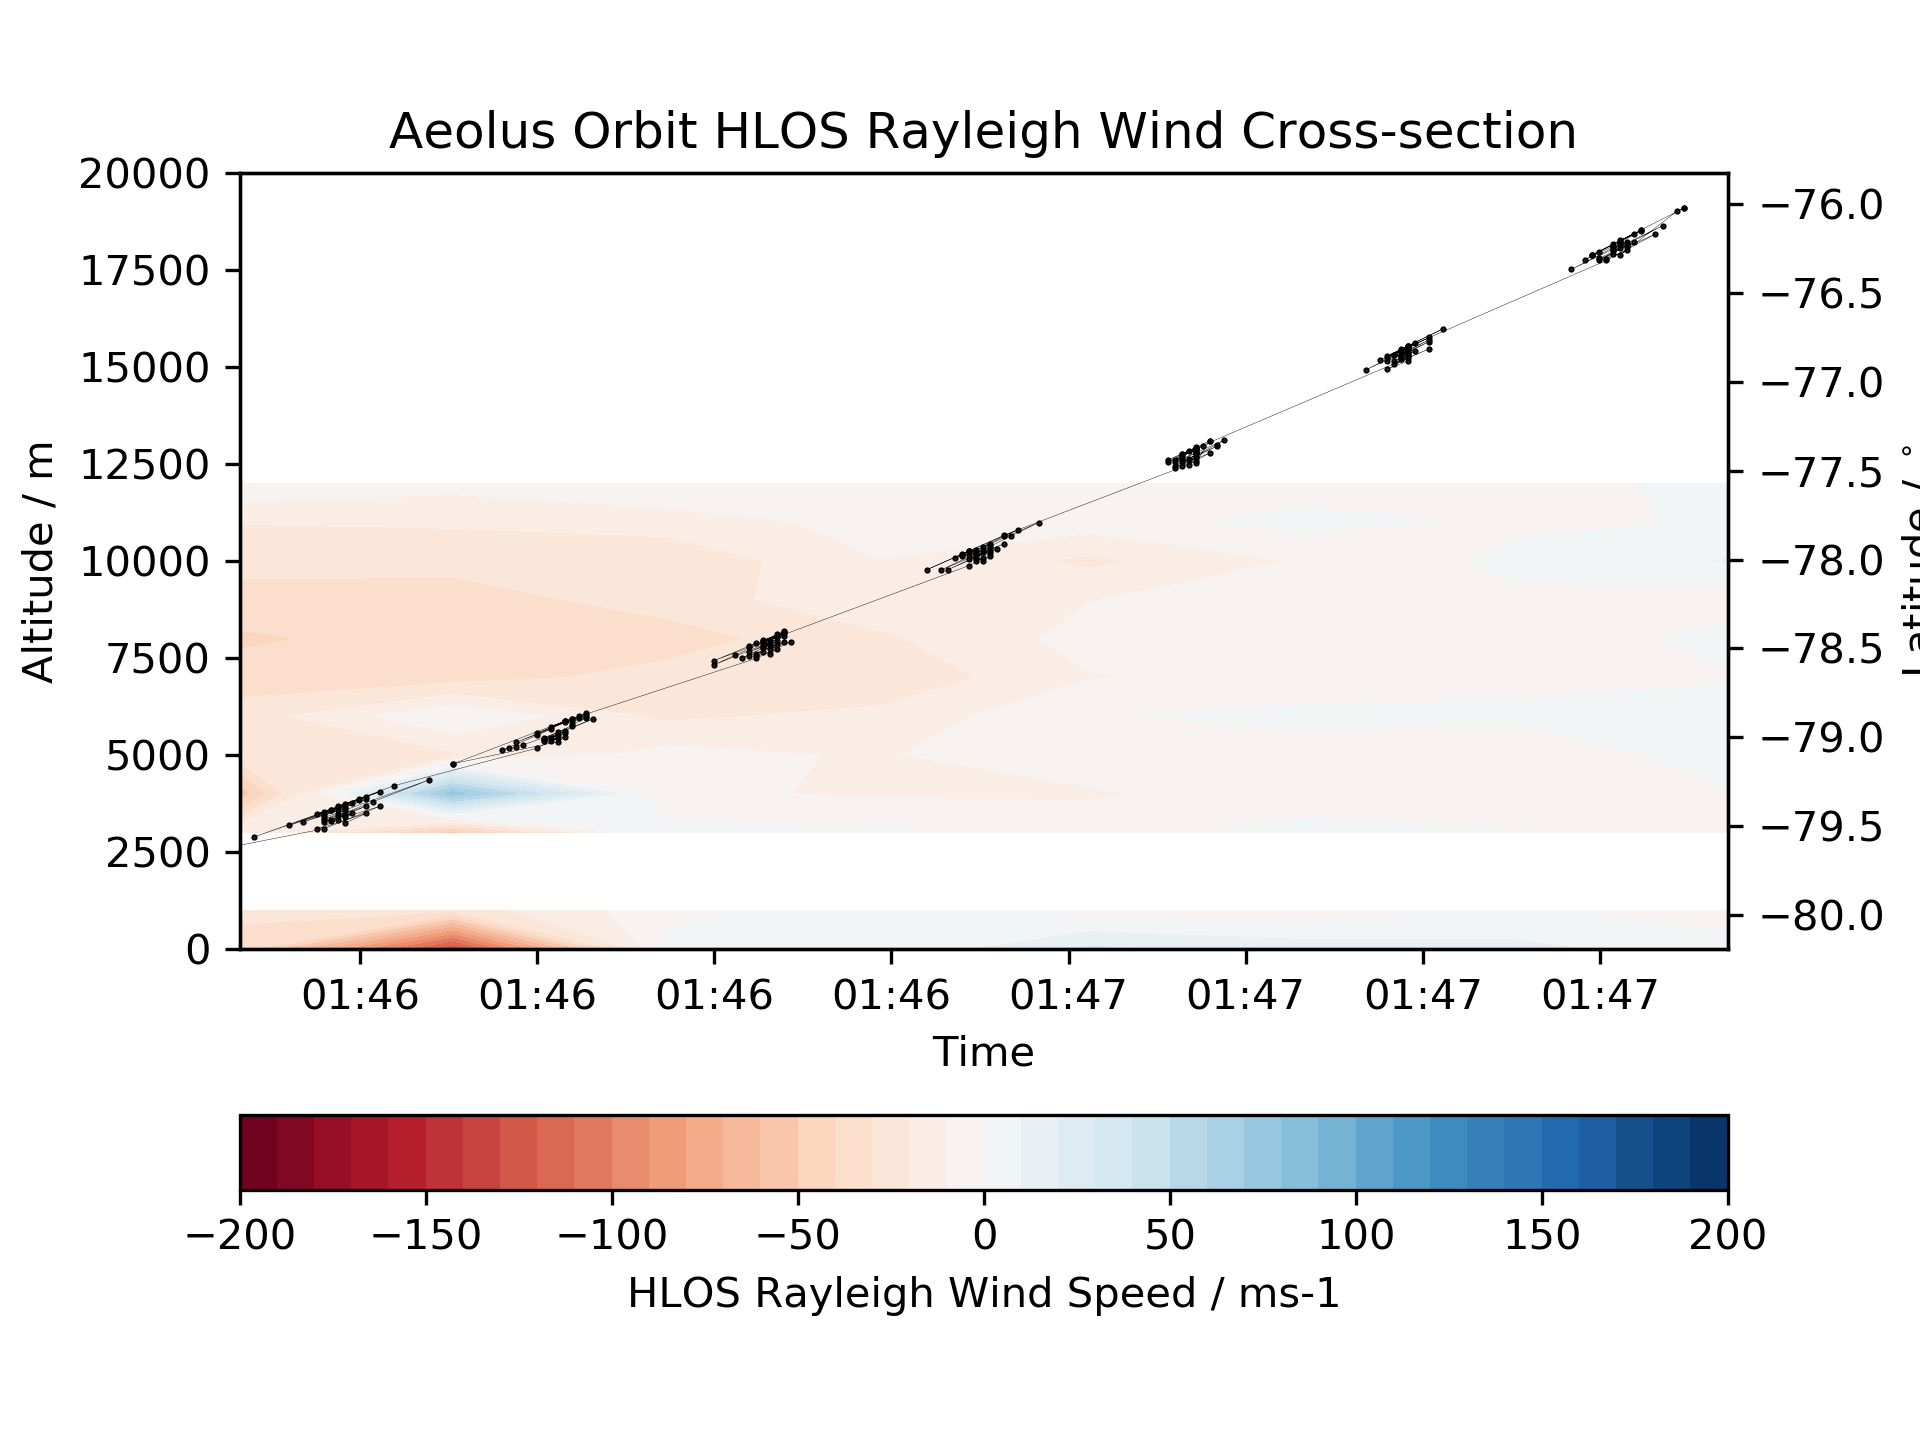 Aeolus Orbit HLOS Rayleigh Wind Cross-section
20000
17500
15000
12500
10000
7500
5000
2500
0
Altitude / m
−76.0
−76.5
−77.0
−77.5
−78.0
−78.5
−79.0
−79.5
−80.0
Latitude / °
01:46 01:46 01:46 01:46 01:47 01:47 01:47 01:47
Time
−200 −150 −100 −50 0 50 100 150 200
HLOS Rayleigh Wind Speed / ms-1